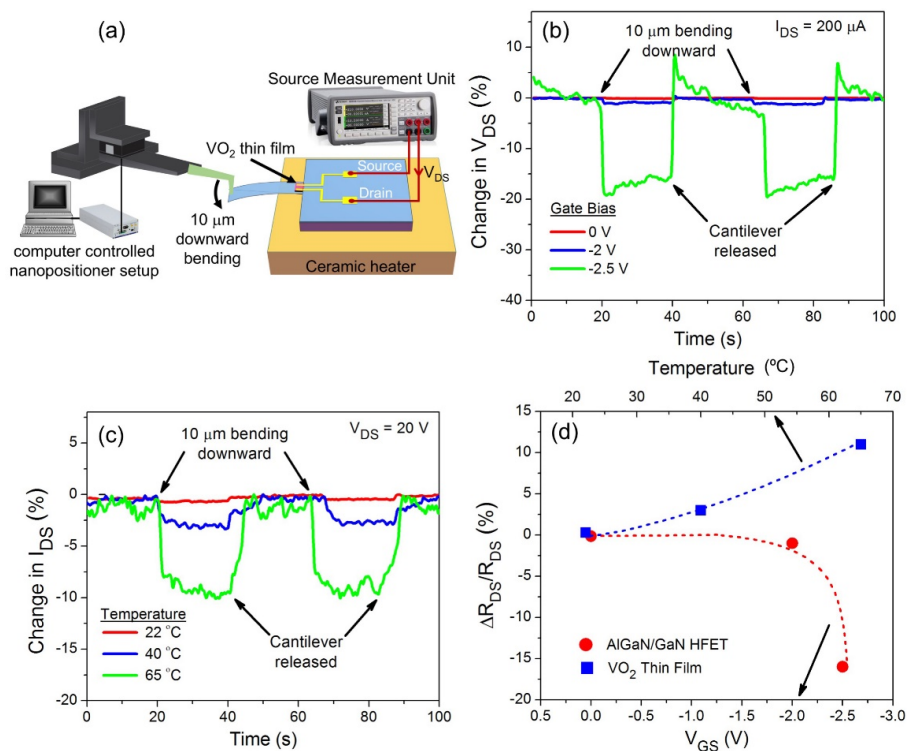 (a)
Source Measurement Unit
VO2 thin film
Source
Drain
VDS
10 μm
downward
bending
computer controlled
nanopositioner setup
Ceramic heater
(b)
IDS = 200 μA
10 μm bending
downward
Change in VDS (%)
10
0
-10
-20
-30
-40
Gate Bias
0 V
-2 V
-2.5 V
Cantilever
released
0 20 40 60 80 100
Time (s)
(c)
VDS = 20 V
10 μm bending
downward
Change in IDS (%)
5
0
-5
-10
-15
-20
Temperature
22 °C
40 °C
65 °C
Cantilever
released
0 20 40 60 80 100
Time (s)
Temperature (ºC)
20 30 40 50 60 70
(d)
ΔRDS/RDS (%)
15
10
5
0
-5
-10
-15
-20
AlGaN/GaN HFET
VO2 Thin Film
0.5 0.0 -0.5 -1.0 -1.5 -2.0 -2.5 -3.0
VGS (V)